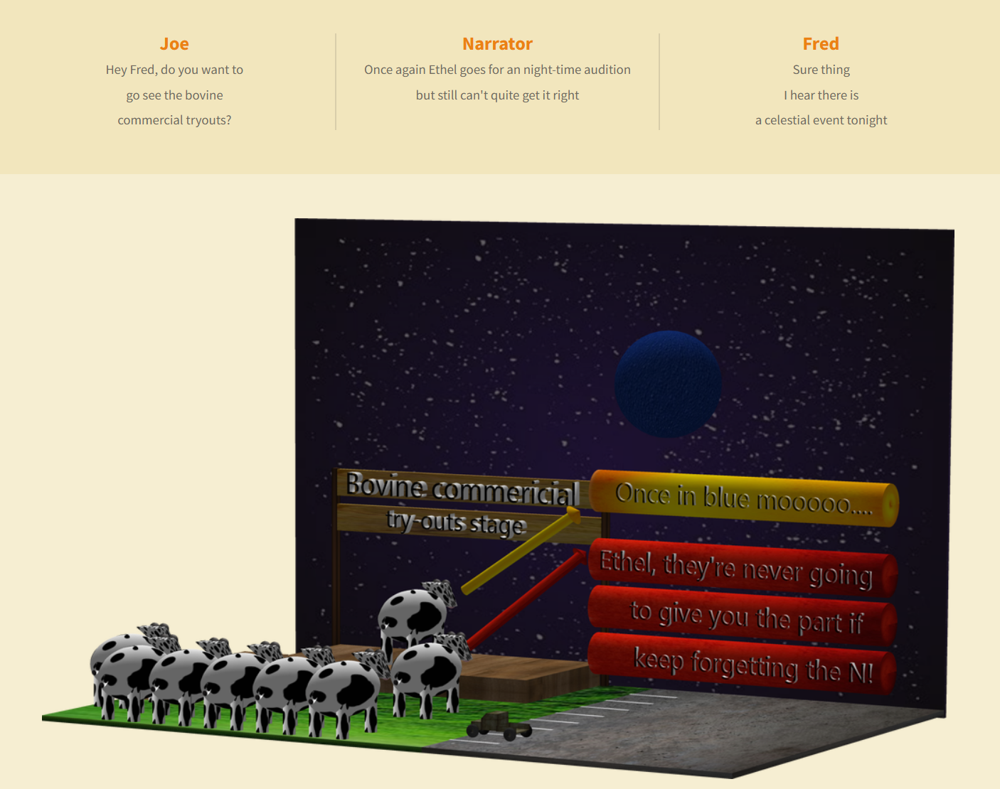 Joe
Hey Fred, do you want to
go see the bovine
commercial tryouts?
Narrator
Once again Ethel goes for an night-time audition
but still can't quite get it right
Fred
Sure thing
I hear there is
a celestial event tonight
Bovine commericial
try-outs stage
Once in blue mooooo....
Ethel, they're never going
to give you the part if
keep forgetting the N!